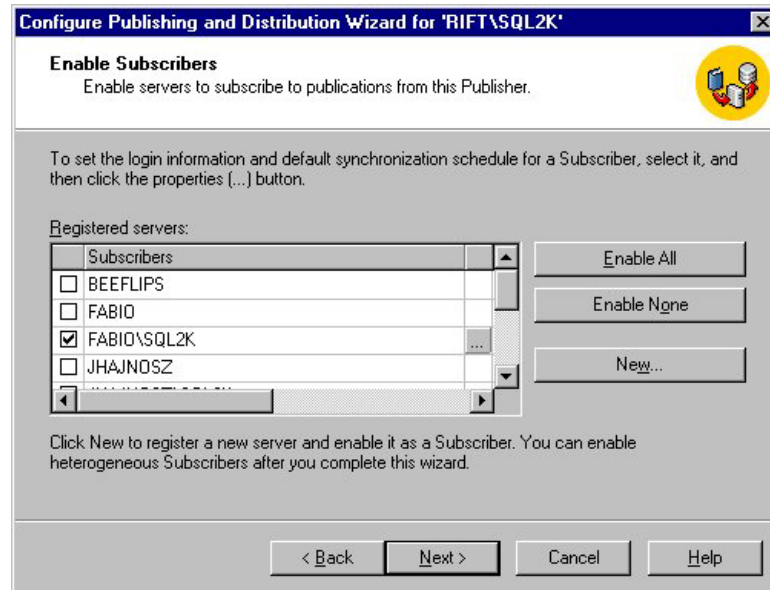 Configure Publishing and Distribution Wizard for 'RIFT\SQL2K'
Enable Subscribers
Enable servers to subscribe to publications from this Publisher.
To set the login information and default synchronization schedule for a Subscriber, select it, and
then click the properties (...) button.
Registered servers:
Subscribers
BEEFLIPS
FABIO
FABIO\SQL2K
...
JHAJNOSZ
Enable All
Enable None
New...
Click New to register a new server and enable it as a Subscriber. You can enable
heterogeneous Subscribers after you complete this wizard.
< Back
Next >
Cancel
Help